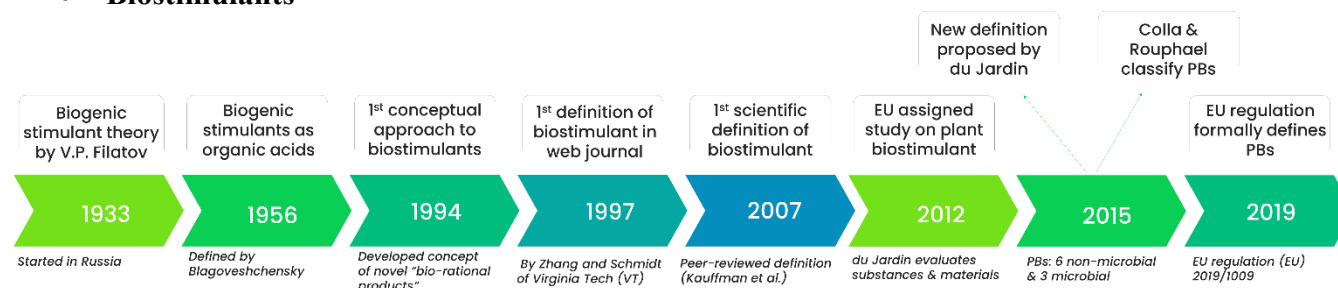 Biostimulants
New definition
proposed by
du Jardin
Colla &
Rouphael
classify PBs
Biogenic
stimulant theory
by V.P. Filatov
Biogenic
stimulants as
organic acids
1st conceptual
approach to
biostimulants
1st definition of
biostimulant in
web journal
1st scientific
definition of
biostimulant
EU assigned
study on plant
biostimulant
EU regulation
formally defines
PBs
1933
1956
1994
1997
2007
2012
2015
2019
Started in Russia
Defined by
Blagoveshchensky
Developed concept
of novel "bio-rational
products"
By Zhang and Schmidt
of Virginia Tech (VT)
Peer-reviewed definition
(Kauffman et al.)
du Jardin evaluates
substances & materials
PBs: 6 non-microbial
& 3 microbial
EU regulation (EU)
2019/1009